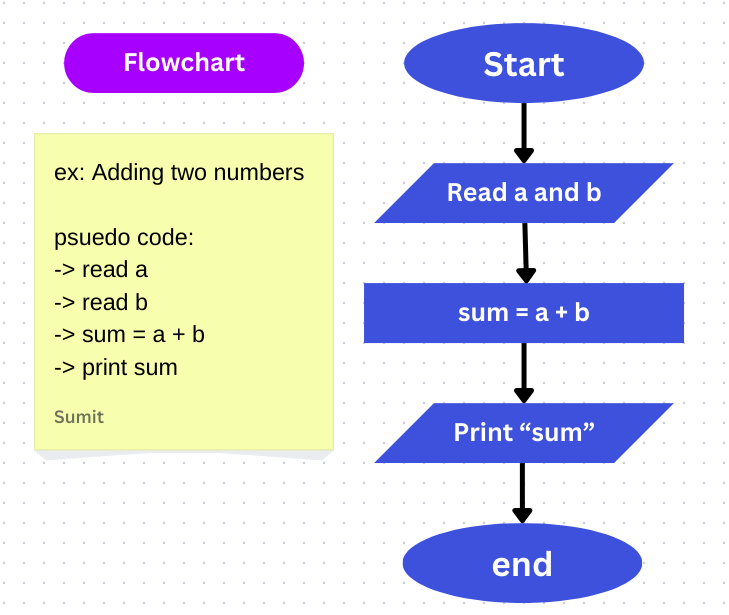 Flowchart
ex: Adding two numbers
psuedo code:
-> read a
-> read b
-> sum = a + b
-> print sum
Sumit
Start
Read a and b
sum = a + b
Print “sum”
end